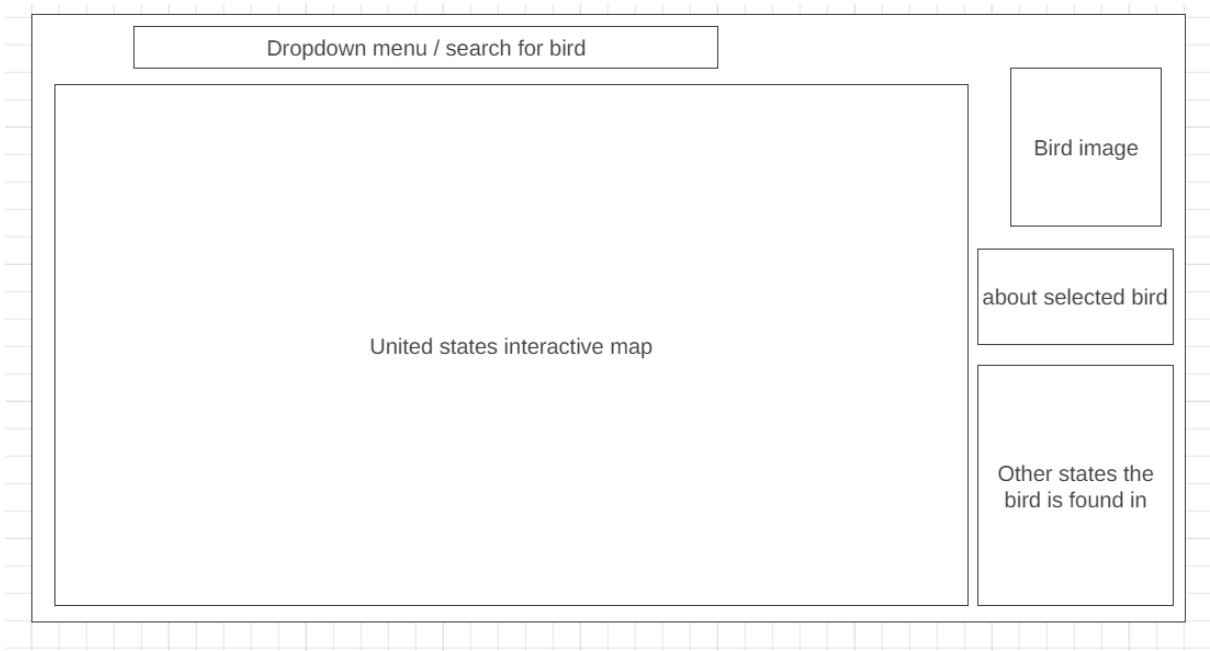 Dropdown menu / search for bird
Bird image
about selected bird
United states interactive map
Other states the
bird is found in